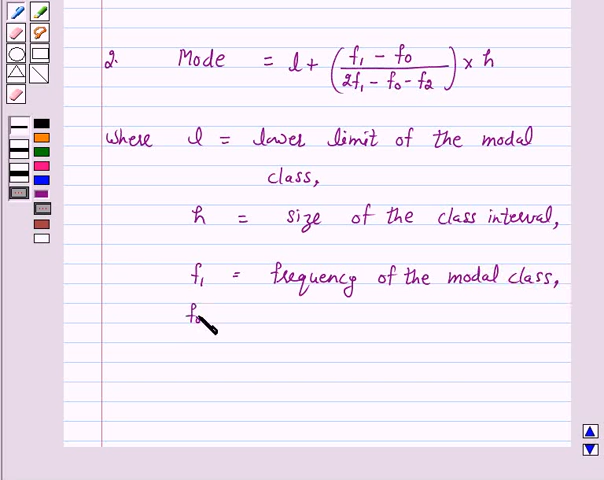 2. Mode = l + ( f₁ - f₀ / 2f₁ - f₀ - f₂ ) × h
Where l = lower limit of the modal
class,
h = size of the class interval,
f₁ = frequency of the modal class,
f₀